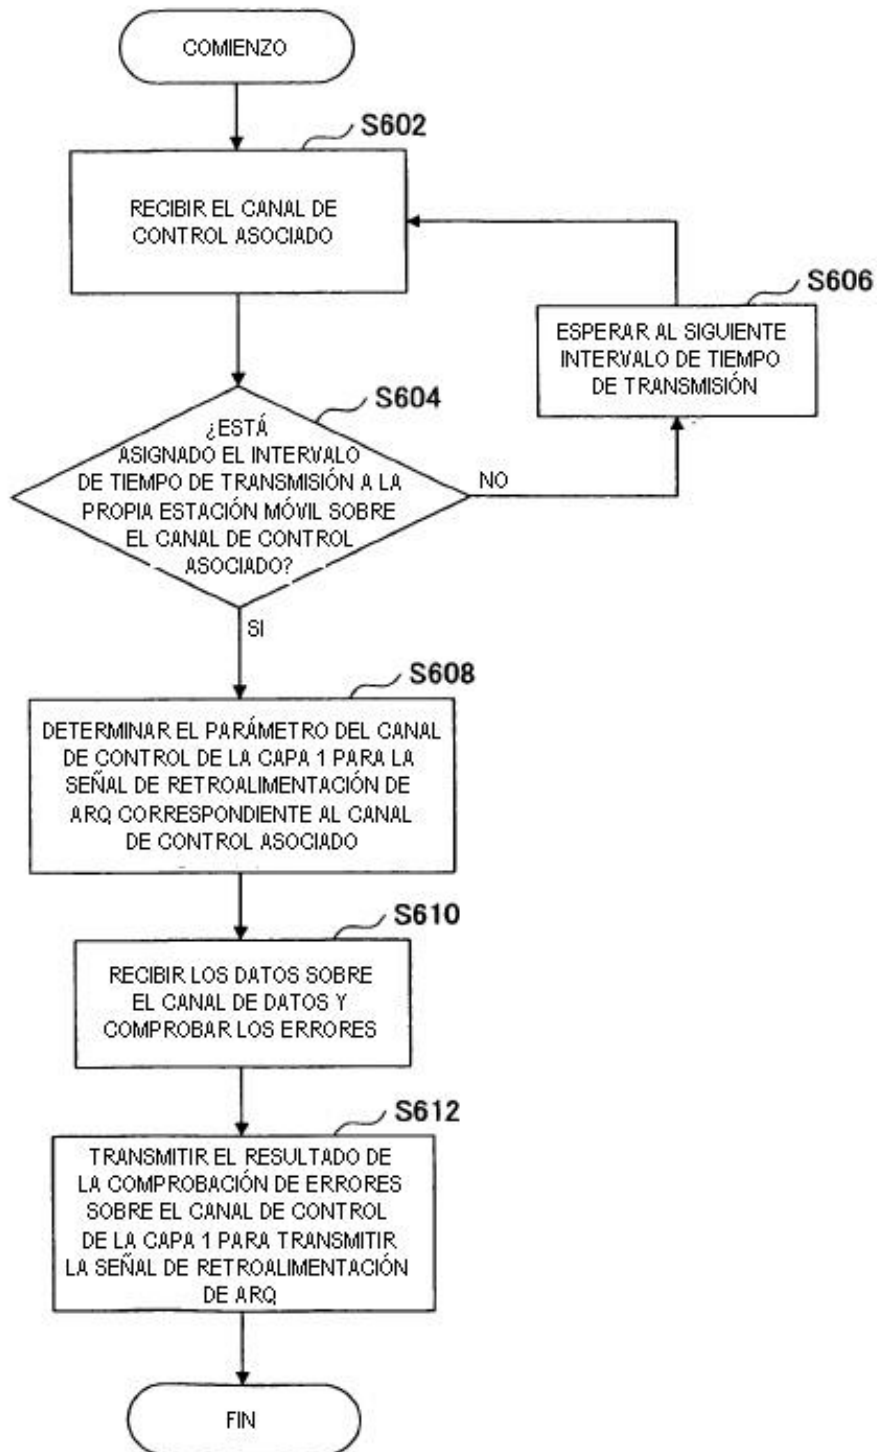 COMIENZO
S602
RECIBIR EL CANAL DE
CONTROL ASOCIADO
S606
ESPERAR AL SIGUIENTE
INTERVALO DE TIEMPO
DE TRANSMISIÓN
S604
¿ESTÁ
ASIGNADO EL INTERVALO
DE TIEMPO DE TRANSMISIÓN A LA
PROPIA ESTACIÓN MÓVIL SOBRE
EL CANAL DE CONTROL
ASOCIADO?
NO
SI
S608
DETERMINAR EL PARÁMETRO DEL CANAL
DE CONTROL DE LA CAPA 1 PARA LA
SEÑAL DE RETROALIMENTACIÓN DE
ARQ CORRESPONDIENTE AL CANAL
DE CONTROL ASOCIADO
S610
RECIBIR LOS DATOS SOBRE
EL CANAL DE DATOS Y
COMPROBAR LOS ERRORES
S612
TRANSMITIR EL RESULTADO DE
LA COMPROBACIÓN DE ERRORES
SOBRE EL CANAL DE CONTROL
DE LA CAPA 1 PARA TRANSMITIR
LA SEÑAL DE RETROALIMENTACIÓN
DE ARQ
FIN